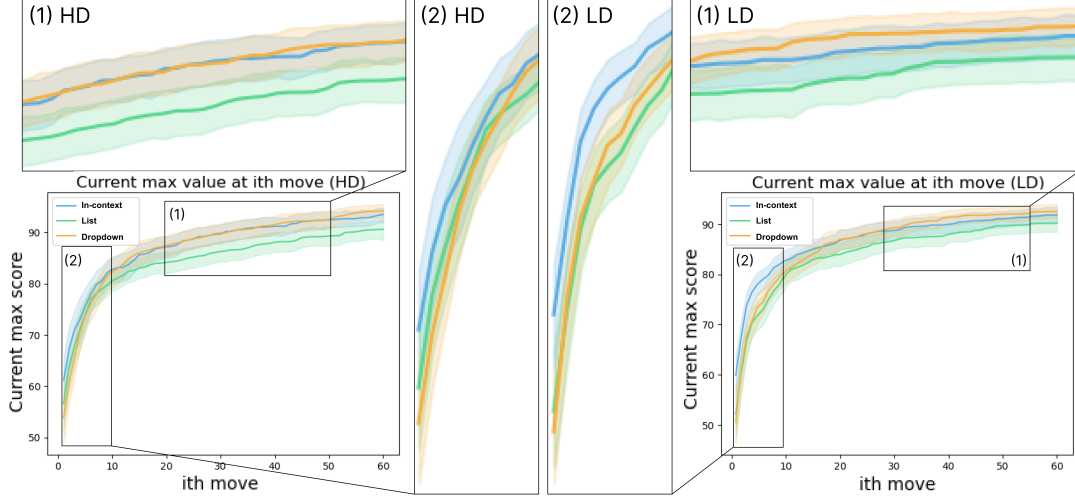 (1) HD
(2) HD
(2) LD
(1) LD
Current max value at ith move (HD)
In-context
List
Dropdown
(1)
(2)
90
80
70
60
50
Current max score
0 10 20 30 40 50 60
ith move
Current max value at ith move (LD)
In-context
List
Dropdown
(2)
(1)
90
80
70
60
50
Current max score
0 10 20 30 40 50 60
ith move